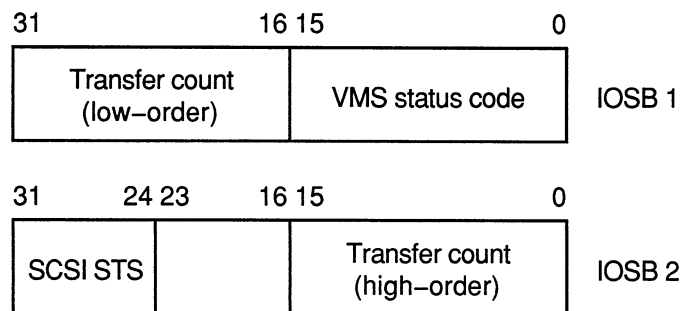 31 16 15 0
Transfer count
(low–order)
VMS status code
IOSB 1
31 24 23 16 15 0
SCSI STS
Transfer count
(high–order)
IOSB 2